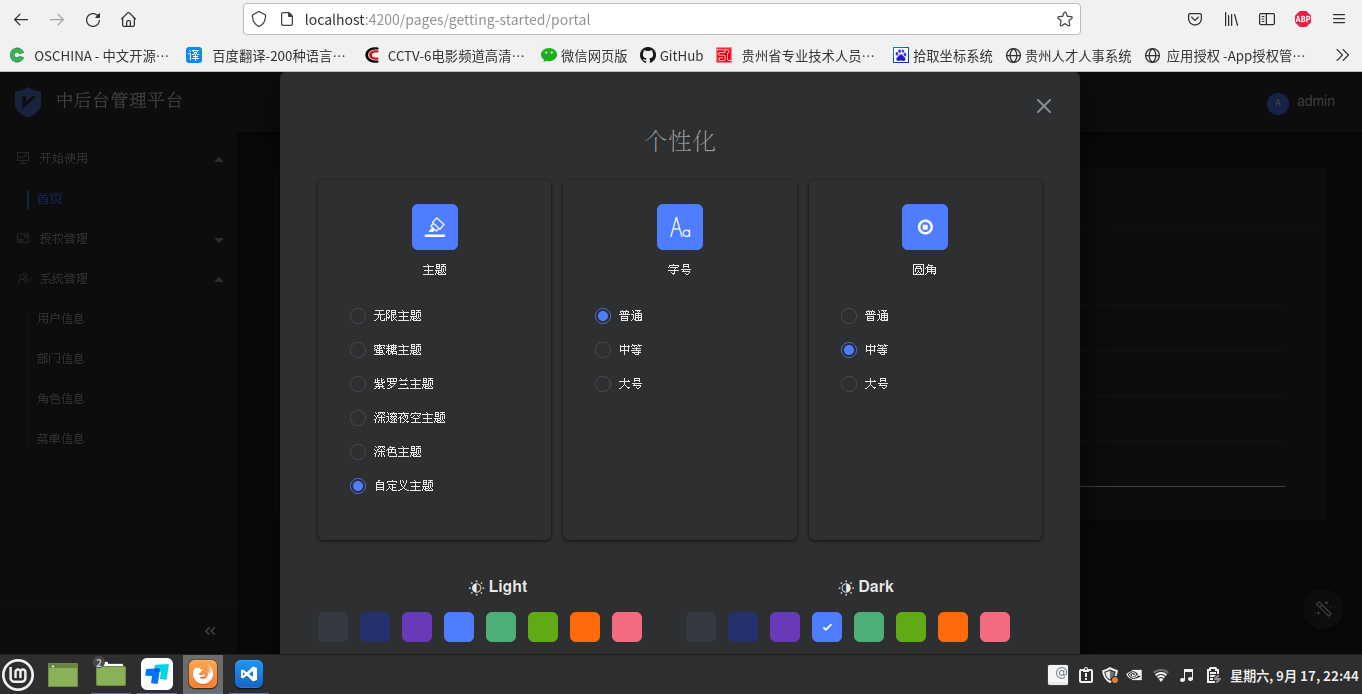 localhost:4200/pages/getting-started/portal
ABP
OSCHINA - 中文开源…
译 百度翻译-200种语言…
CCTV-6电影频道高清…
微信网页版
GitHub
贵州省专业技术人员…
拾取坐标系统
贵州人才人事系统
应用授权 -App授权管…
中后台管理平台
A admin
开始使用
首页
授权管理
系统管理
用户信息
部门信息
角色信息
菜单信息
个性化
主题
无限主题
蜜糖主题
紫罗兰主题
深邃夜空主题
深色主题
自定义主题
Aa
字号
普通
中等
大号
圆角
普通
中等
大号
Light
Dark
2
星期六, 9月 17, 22:44